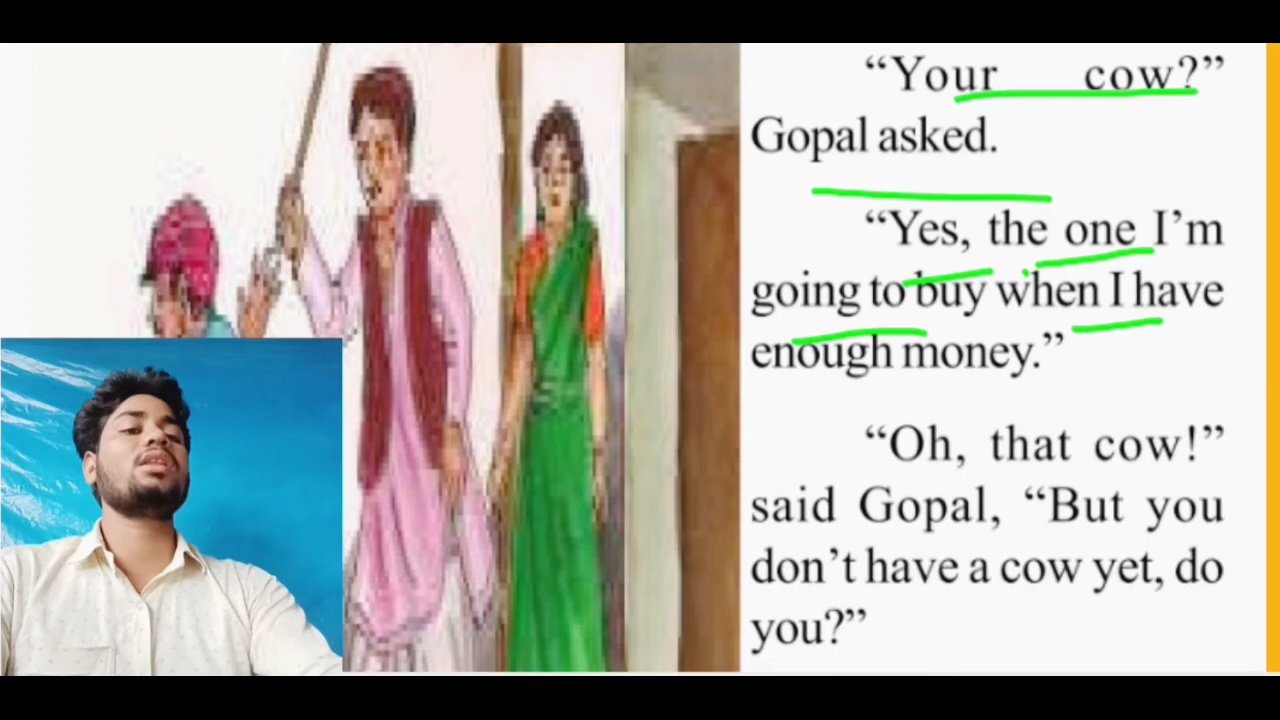 “Your cow?”
Gopal asked.
“Yes, the one I’m
going to buy when I have
enough money.”
“Oh, that cow!”
said Gopal, “But you
don’t have a cow yet, do
you?”